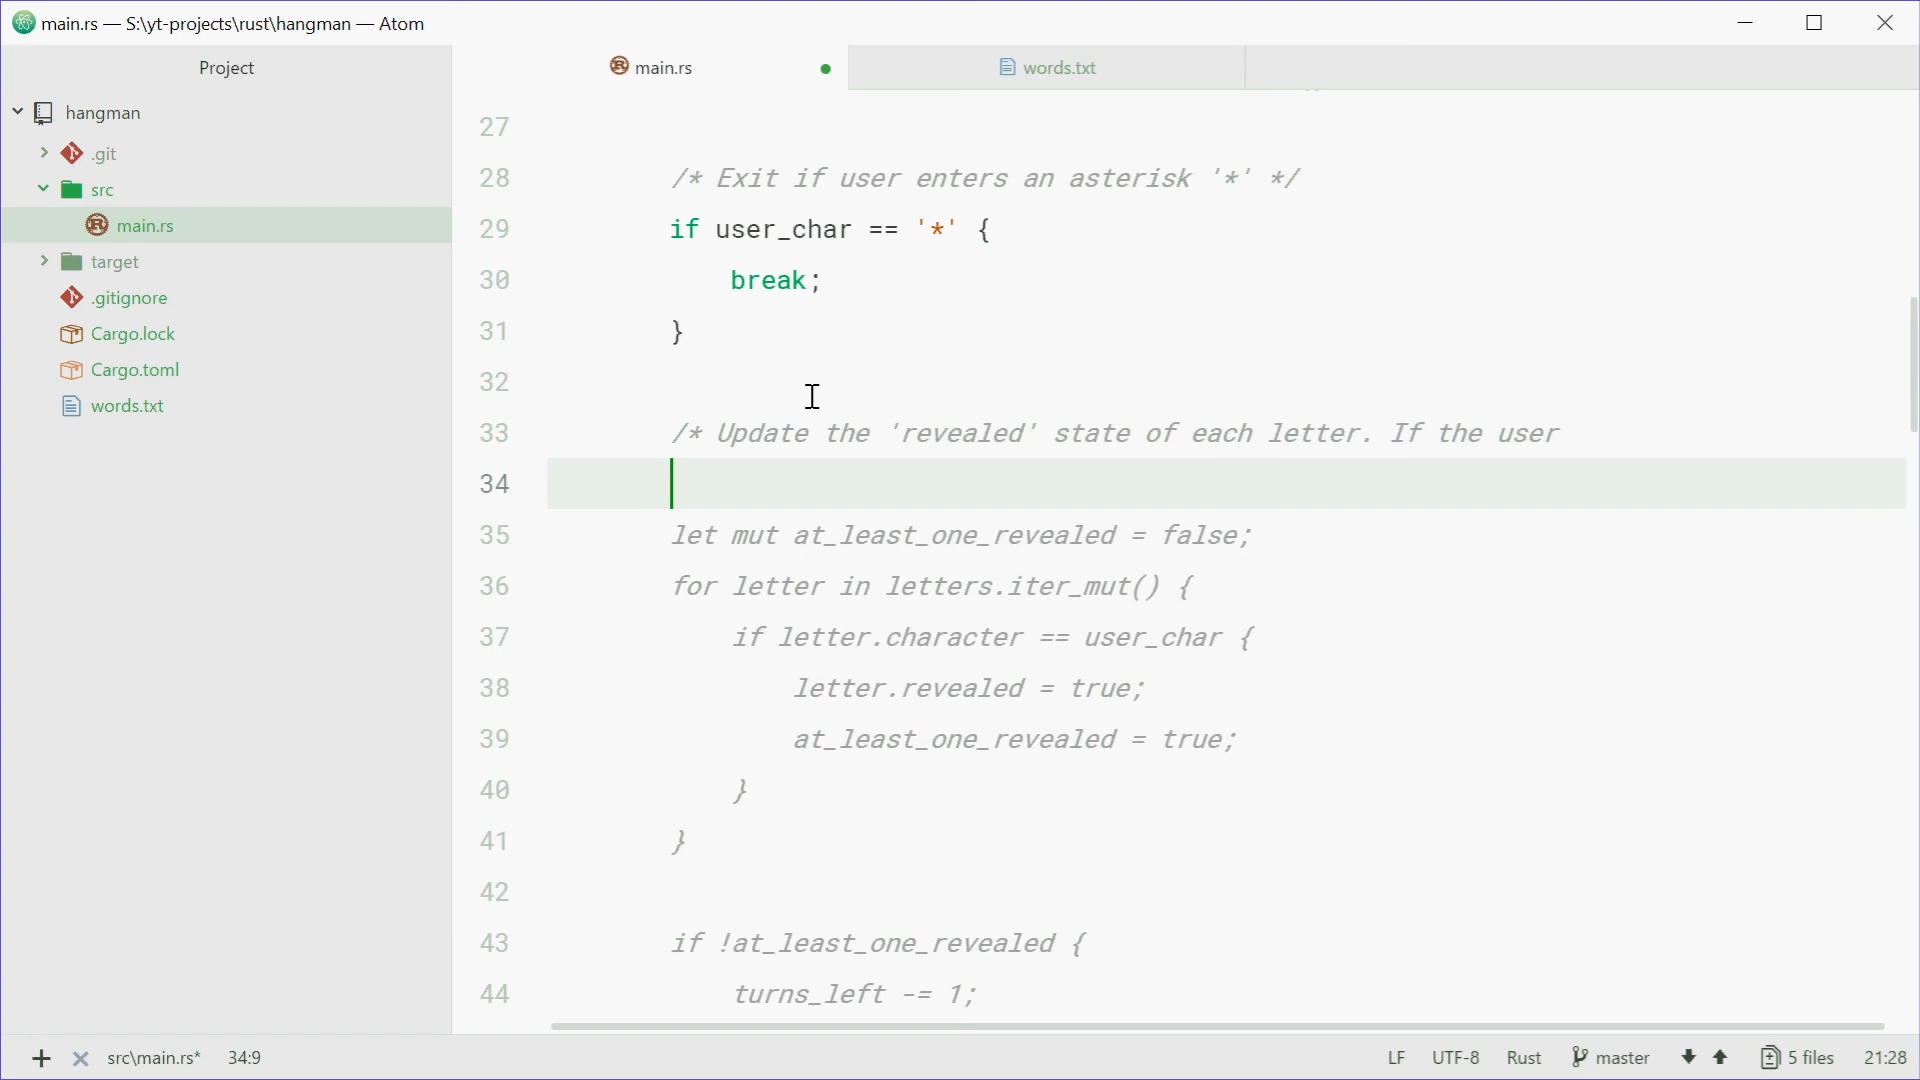 main.rs — S:\yt-projects\rust\hangman — Atom
Project
main.rs
words.txt
hangman
.git
src
main.rs
target
.gitignore
Cargo.lock
Cargo.toml
words.txt
27
28 /* Exit if user enters an asterisk '*' */
29 if user_char == '*' {
30 break;
31 }
32
33 /* Update the 'revealed' state of each letter. If the user
34
35 let mut at_least_one_revealed = false;
36 for letter in letters.iter_mut() {
37 if letter.character == user_char {
38 letter.revealed = true;
39 at_least_one_revealed = true;
40 }
41 }
42
43 if !at_least_one_revealed {
44 turns_left -= 1;
src\main.rs* 34:9 LF UTF-8 Rust master 5 files 21:28